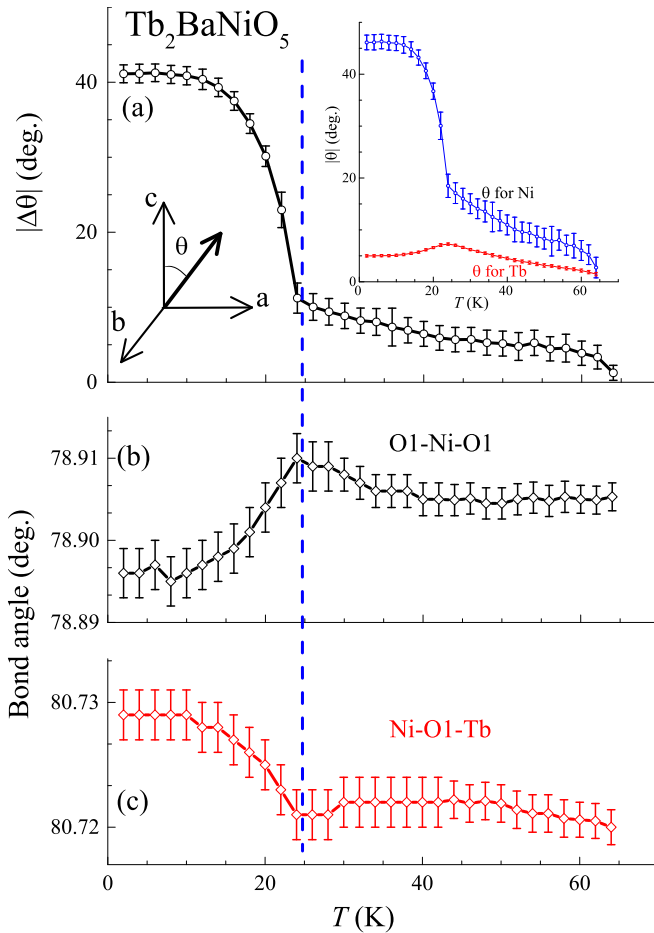 Tb₂BaNiO₅
(a)
|Δθ| (deg.)
40
20
0
c
θ
a
b
|θ| (deg.)
40
20
0
θ for Ni
θ for Tb
0 20 40 60
T (K)
(b)
O1-Ni-O1
78.91
78.90
78.89
Bond angle (deg.)
Ni-O1-Tb
80.73
80.72
(c)
0 20 40 60
T (K)